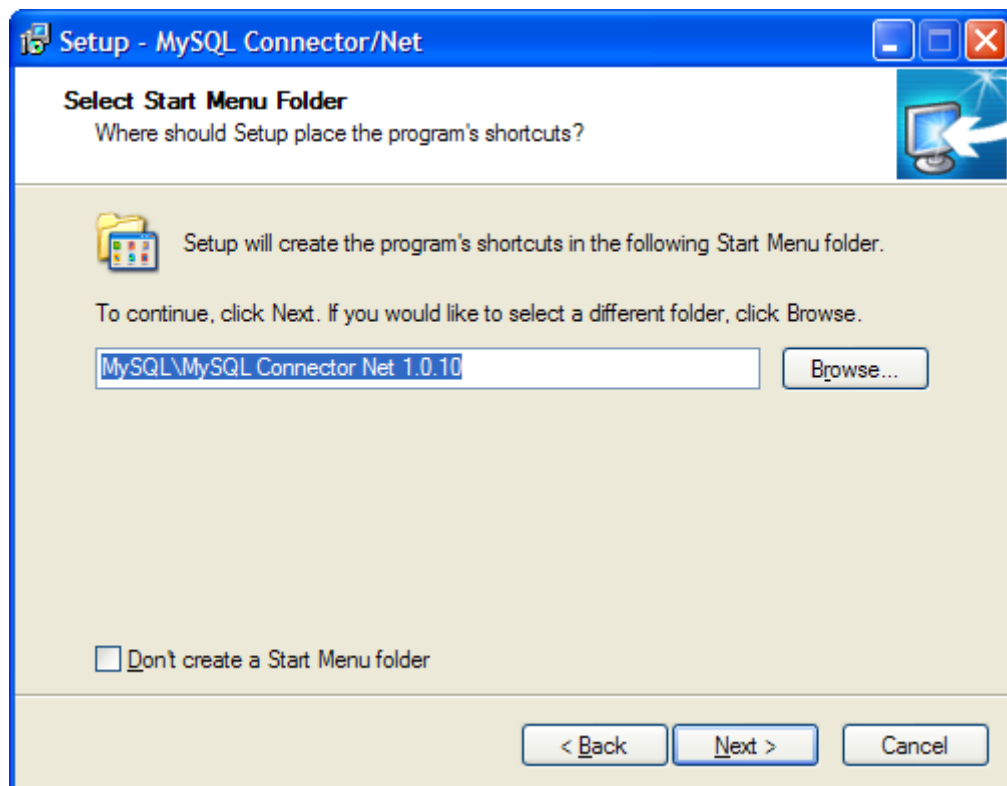 Setup - MySQL Connector/Net
Select Start Menu Folder
Where should Setup place the program's shortcuts?
Setup will create the program's shortcuts in the following Start Menu folder.
To continue, click Next. If you would like to select a different folder, click Browse.
MySQL\MySQL Connector Net 1.0.10
Browse...
Don't create a Start Menu folder
< Back
Next >
Cancel